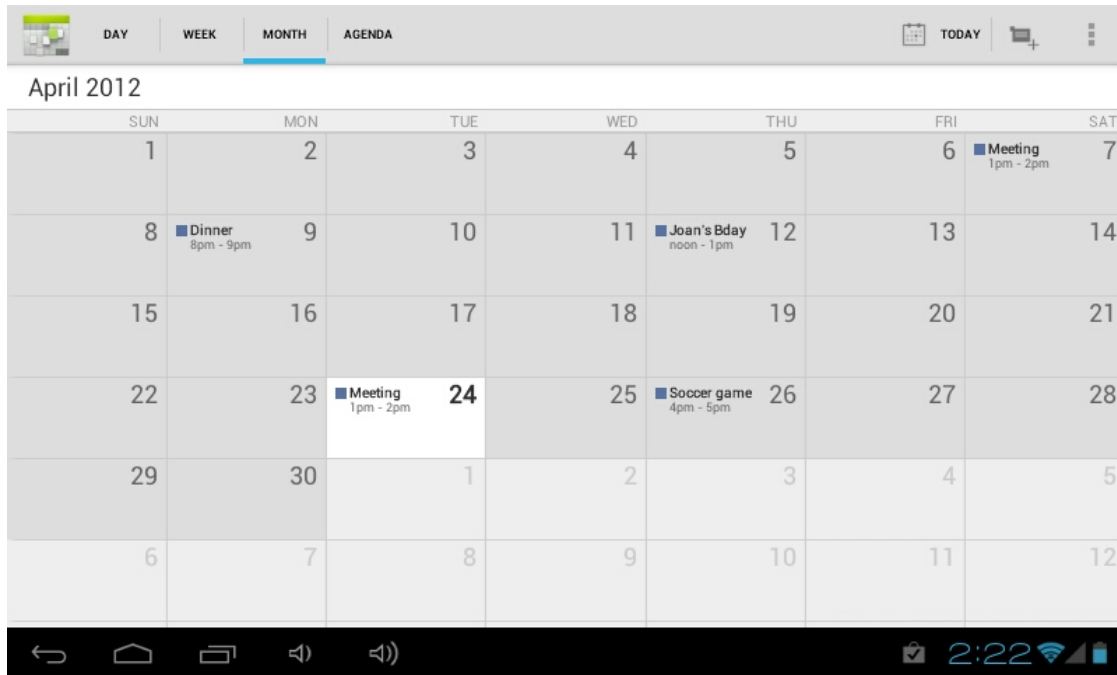 DAY WEEK MONTH AGENDA TODAY
April 2012
SUN MON TUE WED THU FRI SAT
1 2 3 4 5 6 Meeting 7
1pm - 2pm
8 Dinner 9 10 11 Joan's Bday 12 13 14
8pm - 9pm noon - 1pm
15 16 17 18 19 20 21
22 23 Meeting 24 25 Soccer game 26 27 28
1pm - 2pm 4pm - 5pm
29 30 1 2 3 4 5
6 7 8 9 10 11 12
2:22